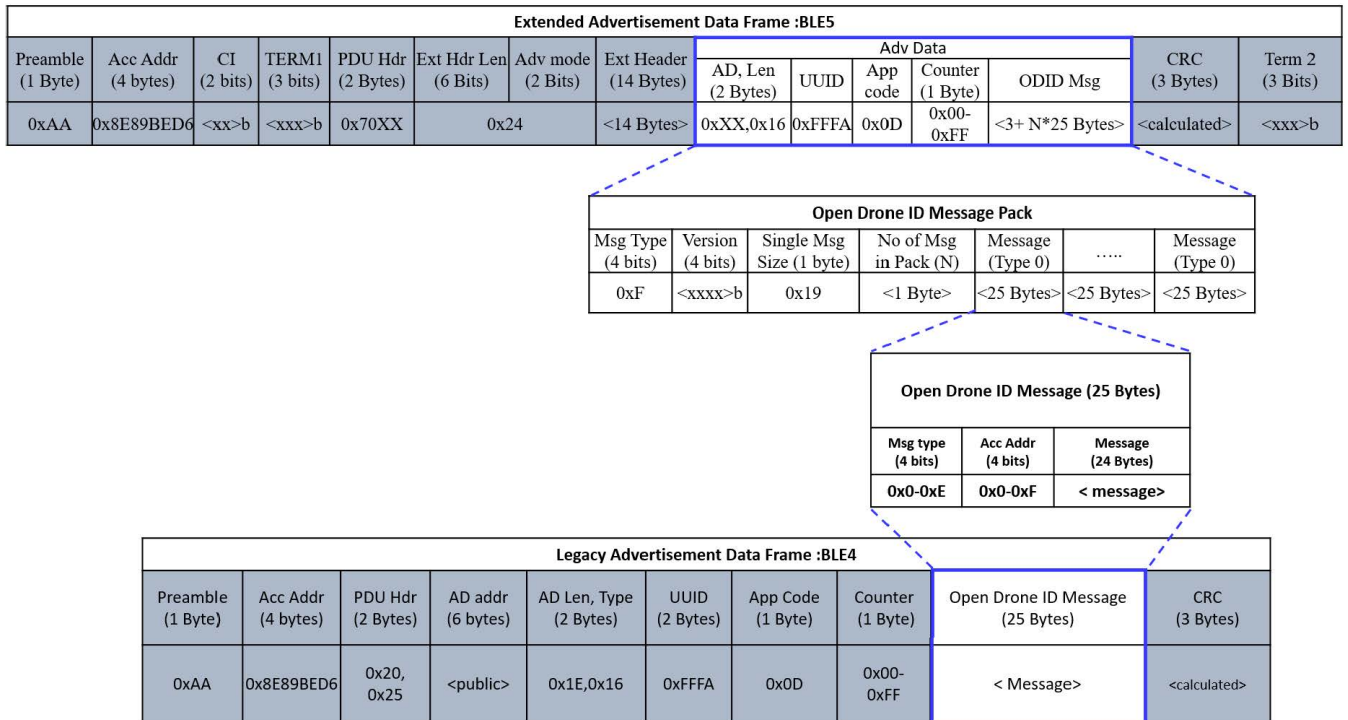 Extended Advertisement Data Frame :BLE5
Preamble (1 Byte) Acc Addr (4 bytes) CI (2 bits) TERM1 (3 bits) PDU Hdr (2 Bytes) Ext Hdr Len (6 Bits) Adv mode (2 Bits) Ext Header (14 Bytes) Adv Data CRC (3 Bytes) Term 2 (3 Bits)
AD, Len (2 Bytes) UUID App code Counter (1 Byte) ODID Msg
0xAA 0x8E89BED6 <xx>b <xxx>b 0x70XX 0x24 <14 Bytes> 0xXX,0x16 0xFFFA 0x0D 0x00-0xFF <3+ N*25 Bytes> <calculated> <xxx>b
Open Drone ID Message Pack
Msg Type (4 bits) Version (4 bits) Single Msg Size (1 byte) No of Msg in Pack (N) Message (Type 0) ….. Message (Type 0)
0xF <xxxx>b 0x19 <1 Byte> <25 Bytes> <25 Bytes> <25 Bytes>
Open Drone ID Message (25 Bytes)
Msg type (4 bits) Acc Addr (4 bits) Message (24 Bytes)
0x0-0xE 0x0-0xF < message>
Legacy Advertisement Data Frame :BLE4
Preamble (1 Byte) Acc Addr (4 bytes) PDU Hdr (2 Bytes) AD addr (6 bytes) AD Len, Type (2 Bytes) UUID (2 Bytes) App Code (1 Byte) Counter (1 Byte) Open Drone ID Message (25 Bytes) CRC (3 Bytes)
0xAA 0x8E89BED6 0x20, 0x25 <public> 0x1E,0x16 0xFFFA 0x0D 0x00-0xFF < Message> <calculated>